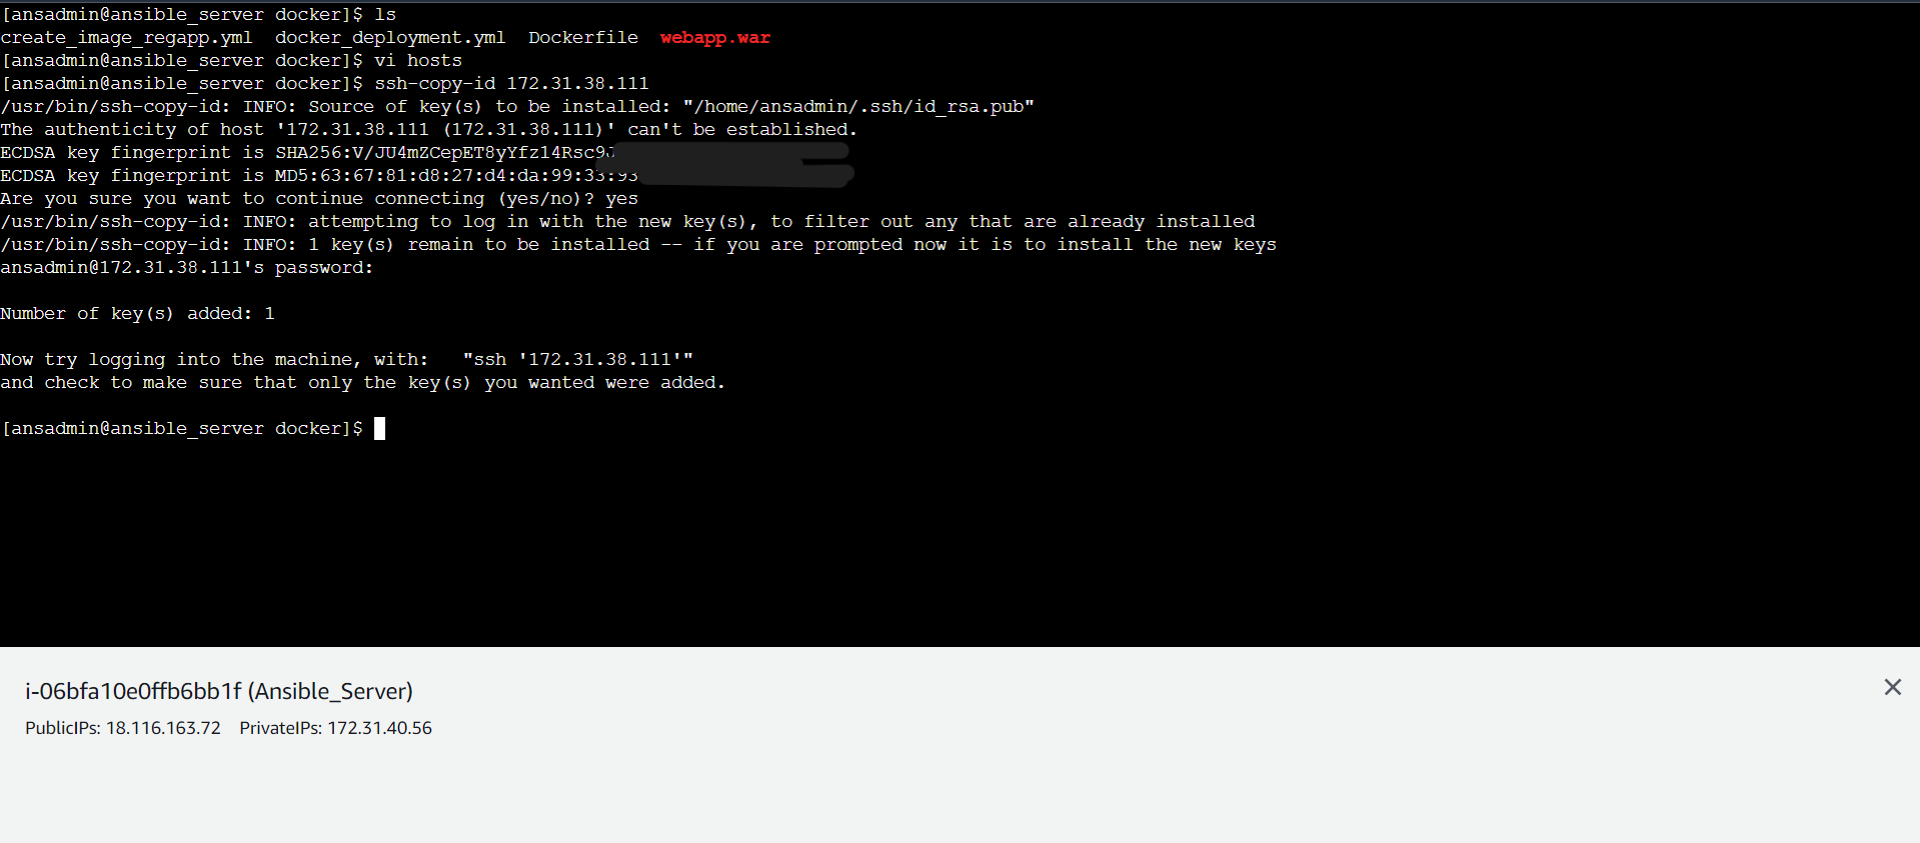 [ansadmin@ansible_server docker]$ ls
create_image_regapp.yml  docker_deployment.yml  Dockerfile  webapp.war
[ansadmin@ansible_server docker]$ vi hosts
[ansadmin@ansible_server docker]$ ssh-copy-id 172.31.38.111
/usr/bin/ssh-copy-id: INFO: Source of key(s) to be installed: "/home/ansadmin/.ssh/id_rsa.pub"
The authenticity of host '172.31.38.111 (172.31.38.111)' can't be established.
ECDSA key fingerprint is SHA256:V/JU4mZCepET8yYfz14Rsc9
ECDSA key fingerprint is MD5:63:67:81:d8:27:d4:da:99:33:93
Are you sure you want to continue connecting (yes/no)? yes
/usr/bin/ssh-copy-id: INFO: attempting to log in with the new key(s), to filter out any that are already installed
/usr/bin/ssh-copy-id: INFO: 1 key(s) remain to be installed -- if you are prompted now it is to install the new keys
ansadmin@172.31.38.111's password:
Number of key(s) added: 1
Now try logging into the machine, with:   "ssh '172.31.38.111'"
and check to make sure that only the key(s) you wanted were added.
[ansadmin@ansible_server docker]$
i-06bfa10e0ffb6bb1f (Ansible_Server)
PublicIPs: 18.116.163.72    PrivateIPs: 172.31.40.56